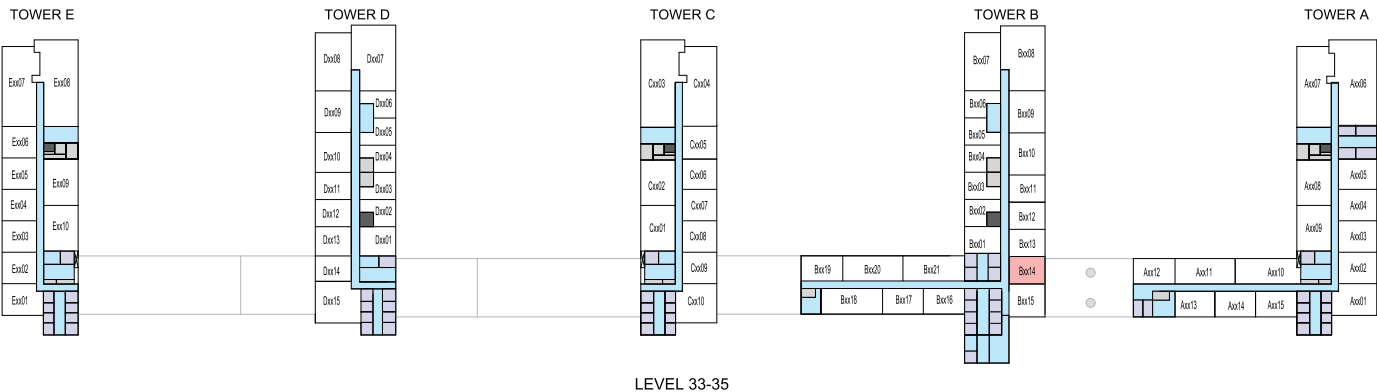 TOWER E
TOWER D
TOWER C
TOWER B
TOWER A
Exx07
Exx08
Exx06
Exx05
Exx09
Exx04
Exx03
Exx10
Exx02
Exx01
Dxx08
Dxx07
Dxx09
Dxx06
Dxx05
Dxx10
Dxx04
Dxx11
Dxx03
Dxx12
Dxx02
Dxx13
Dxx01
Dxx14
Dxx15
Cxx03
Cxx04
Cxx05
Cxx02
Cxx06
Cxx07
Cxx01
Cxx08
Cxx09
Cxx10
Bxx07
Bxx08
Bxx06
Bxx09
Bxx05
Bxx04
Bxx10
Bxx03
Bxx11
Bxx02
Bxx12
Bxx01
Bxx13
Bxx19
Bxx20
Bxx21
Bxx14
Bxx18
Bxx17
Bxx16
Bxx15
Axx07
Axx06
Axx08
Axx05
Axx04
Axx09
Axx03
Axx12
Axx11
Axx10
Axx02
Axx13
Axx14
Axx15
Axx01
LEVEL 33-35